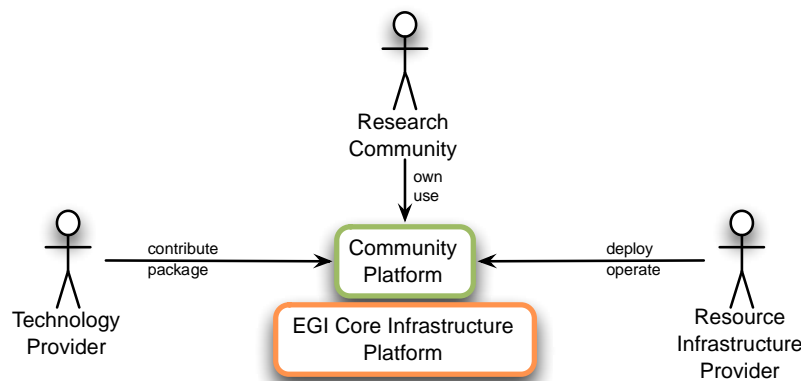 Research
Community
own
use
contribute
package
Community
Platform
deploy
operate
Technology
Provider
EGI Core Infrastructure
Platform
Resource
Infrastructure
Provider